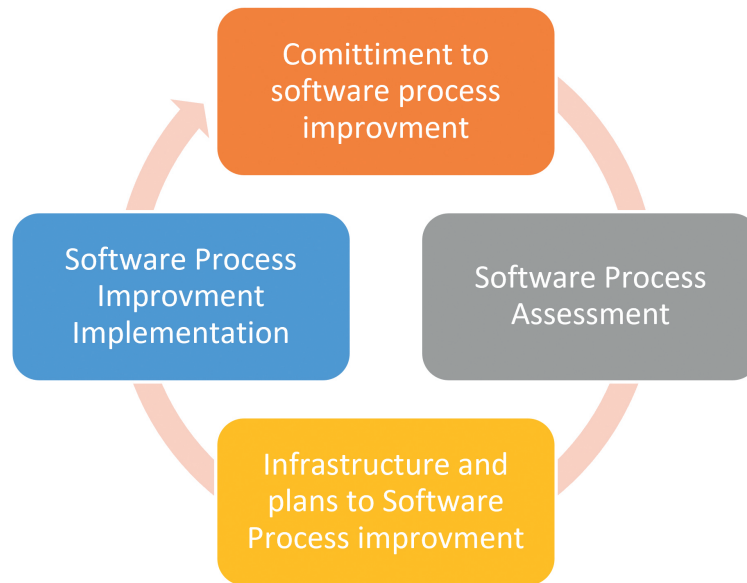 Comittiment to
software process
improvment
Software Process
Improvment
Implementation
Software Process
Assessment
Infrastructure and
plans to Software
Process improvment